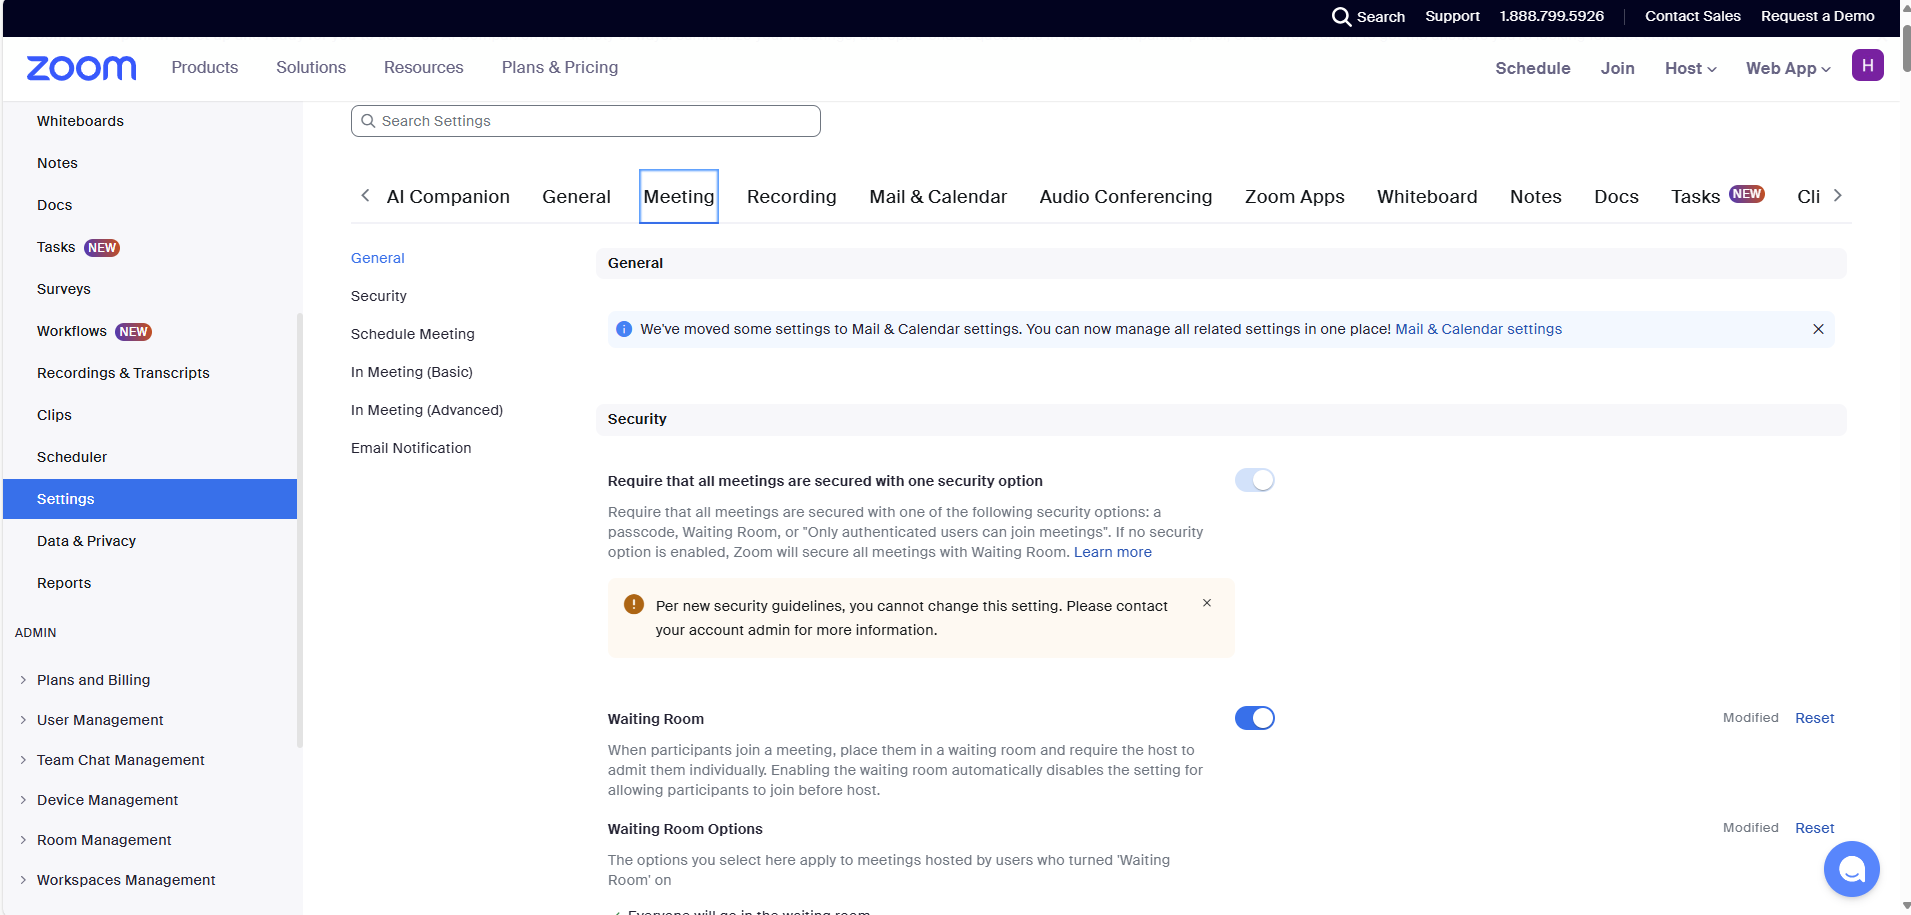 Search Support 1.888.799.5926 Contact Sales Request a Demo
zoom Products Solutions Resources Plans & Pricing Schedule Join Host Web App H
Whiteboards
Notes
Docs
Tasks NEW
Surveys
Workflows NEW
Recordings & Transcripts
Clips
Scheduler
Settings
Data & Privacy
Reports
ADMIN
Plans and Billing
User Management
Team Chat Management
Device Management
Room Management
Workspaces Management
Search Settings
AI Companion General Meeting Recording Mail & Calendar Audio Conferencing Zoom Apps Whiteboard Notes Docs Tasks NEW Cli
General
Security
Schedule Meeting
In Meeting (Basic)
In Meeting (Advanced)
Email Notification
General
We've moved some settings to Mail & Calendar settings. You can now manage all related settings in one place! Mail & Calendar settings
Security
Require that all meetings are secured with one security option
Require that all meetings are secured with one of the following security options: a
passcode, Waiting Room, or "Only authenticated users can join meetings". If no security
option is enabled, Zoom will secure all meetings with Waiting Room. Learn more
Per new security guidelines, you cannot change this setting. Please contact
your account admin for more information.
Waiting Room Modified Reset
When participants join a meeting, place them in a waiting room and require the host to
admit them individually. Enabling the waiting room automatically disables the setting for
allowing participants to join before host.
Waiting Room Options Modified Reset
The options you select here apply to meetings hosted by users who turned 'Waiting
Room' on
Everyone will go in the waiting room